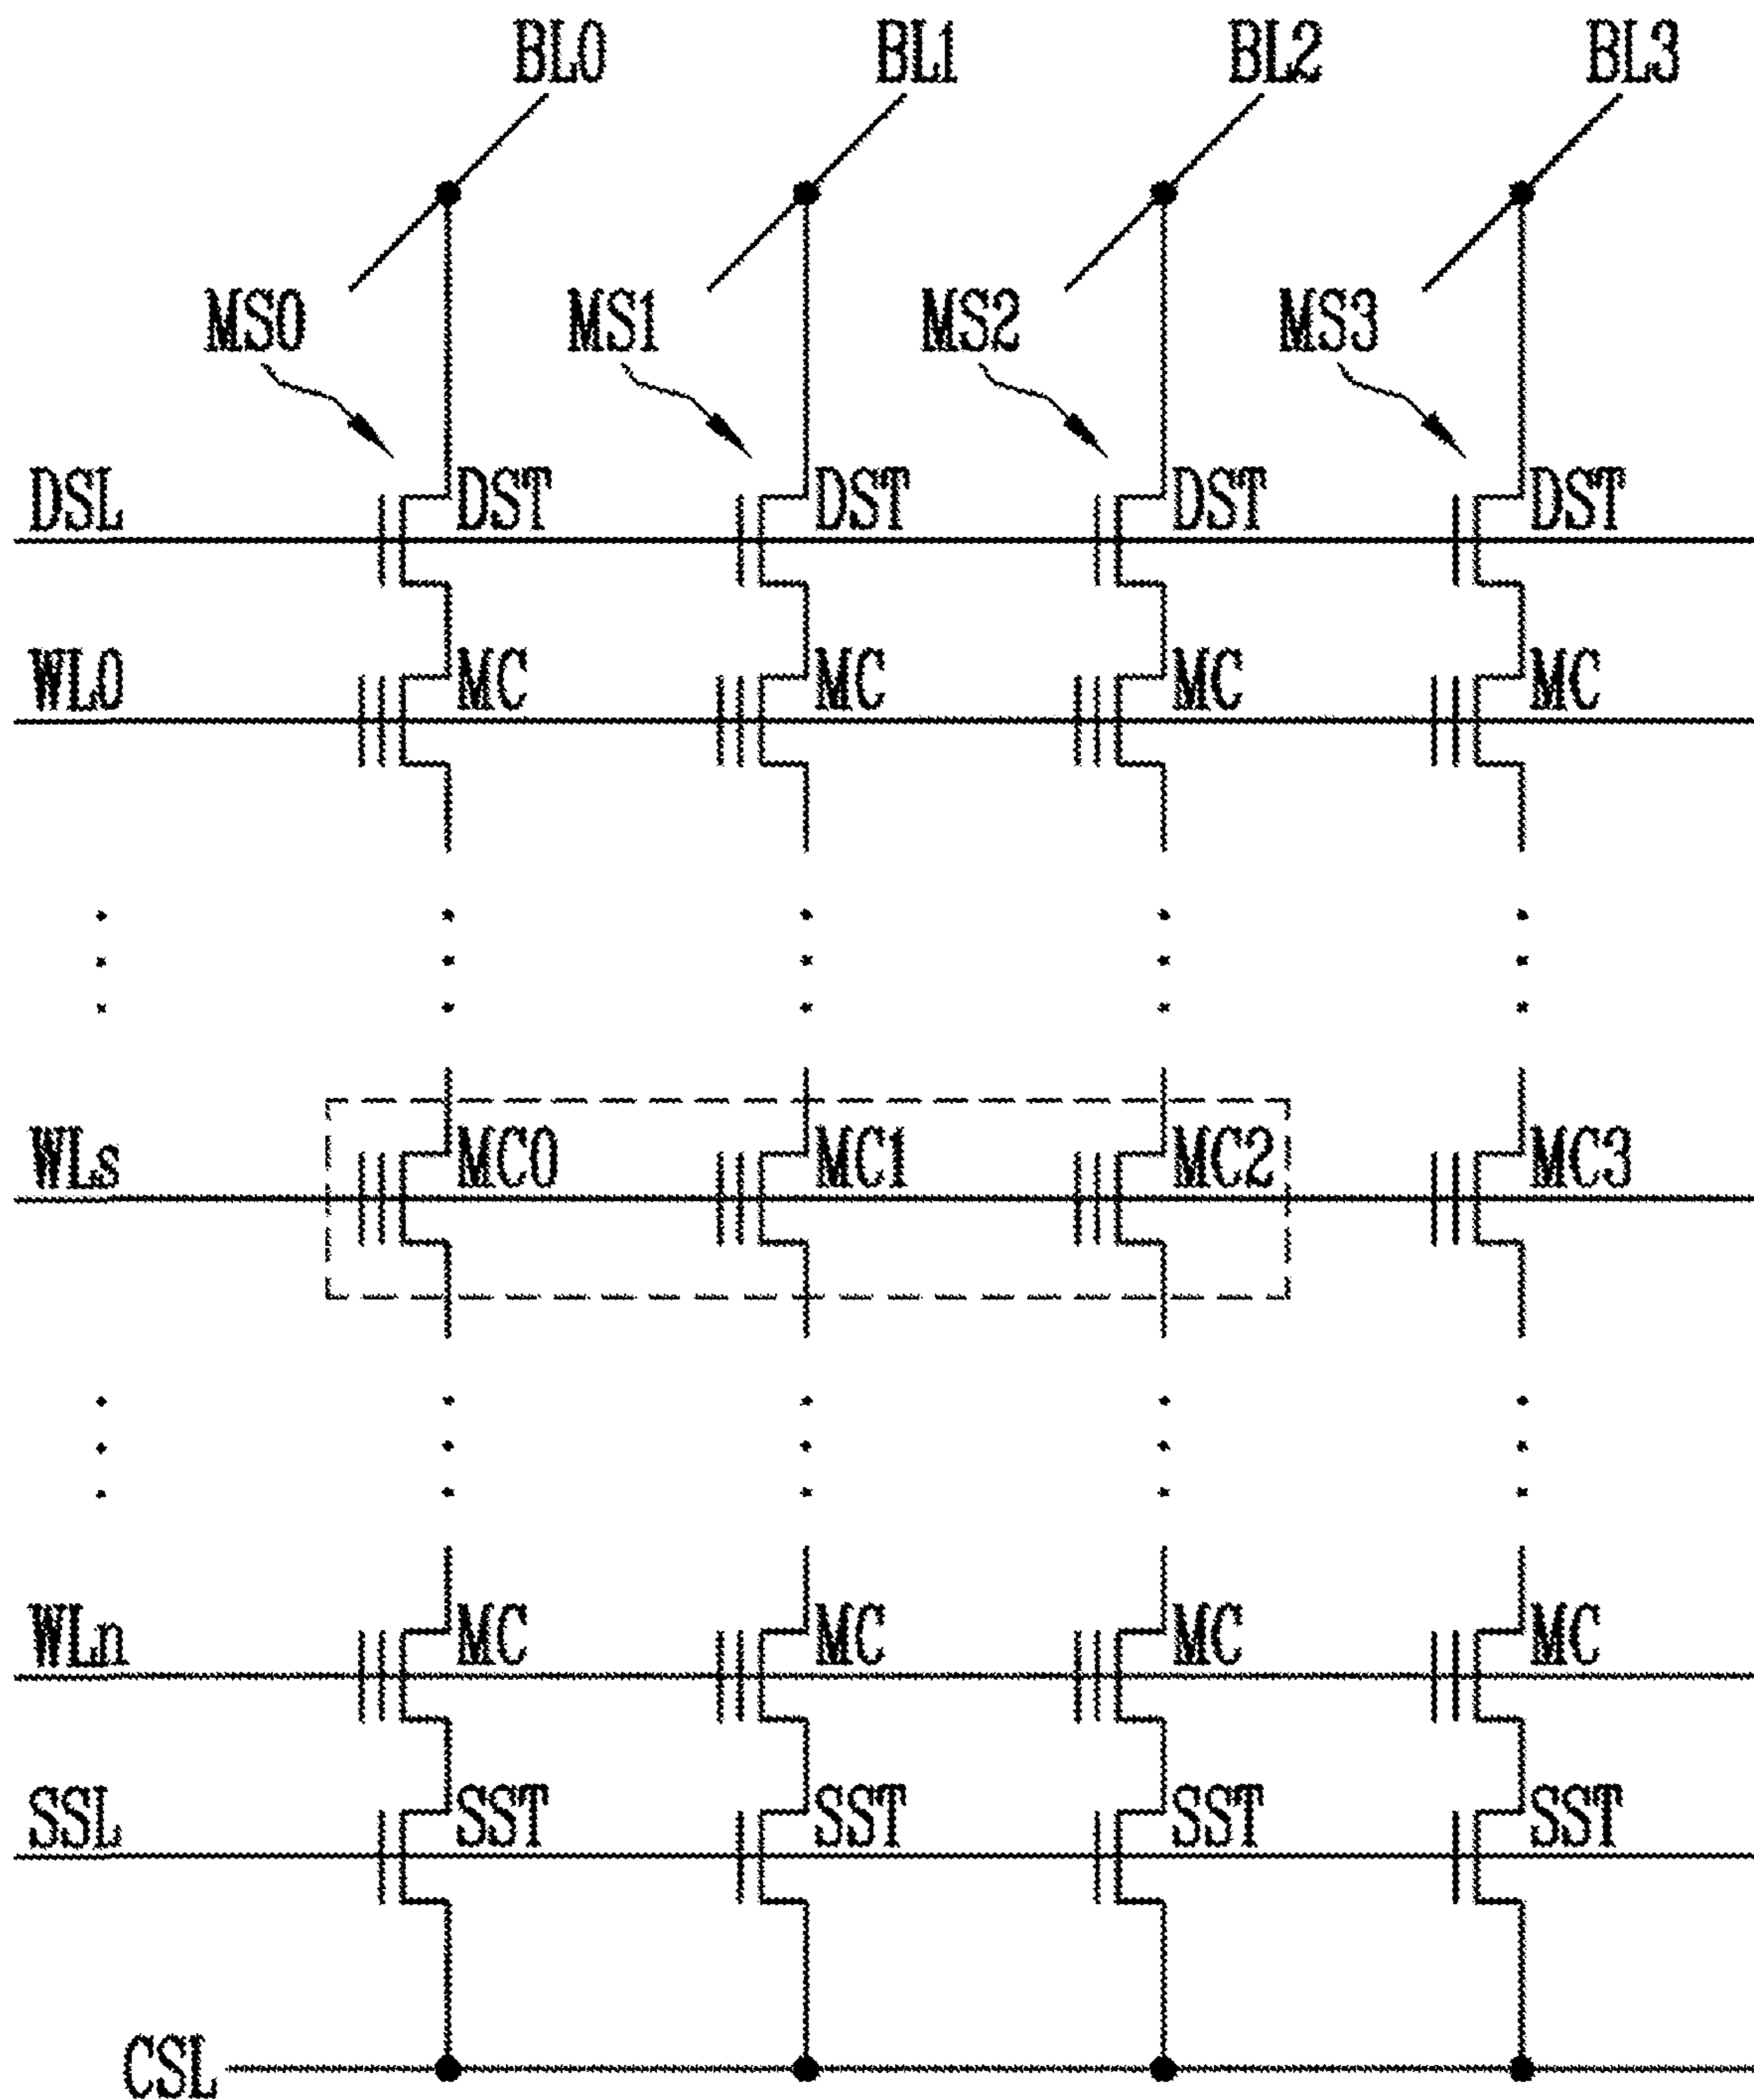 BL0 BL1 BL2 BL3
MS0 MS1 MS2 MS3
DSL DST DST DST DST
WL0 MC MC MC MC
WLs MC0 MC1 MC2 MC3
WLn MC MC MC MC
SSL SST SST SST SST
CSL